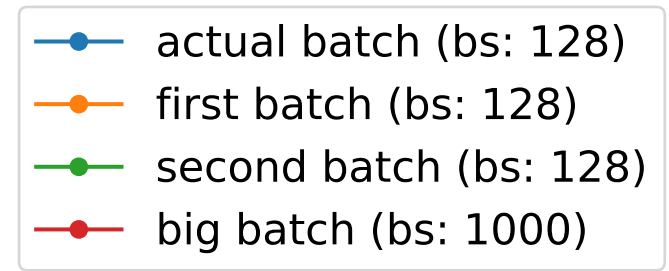 actual batch (bs: 128)
first batch (bs: 128)
second batch (bs: 128)
big batch (bs: 1000)